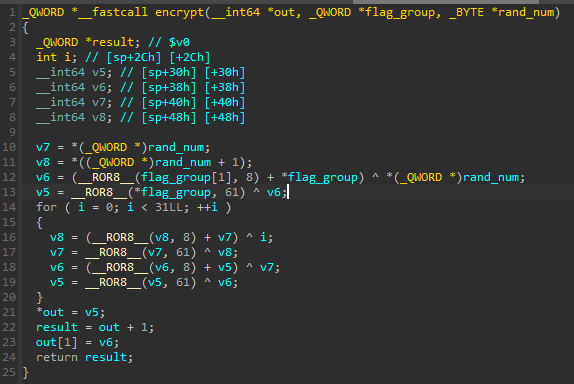 1 _QWORD *__fastcall encrypt(__int64 *out, _QWORD *flag_group, _BYTE *rand_num)
2 {
3   _QWORD *result; // $v0
4   int i; // [sp+2Ch] [+2Ch]
5   __int64 v5; // [sp+30h] [+30h]
6   __int64 v6; // [sp+38h] [+38h]
7   __int64 v7; // [sp+40h] [+40h]
8   __int64 v8; // [sp+48h] [+48h]
9
10   v7 = *(_QWORD *)rand_num;
11   v8 = *((_QWORD *)rand_num + 1);
12   v6 = (__ROR8__(flag_group[1], 8) + *flag_group) ^ *(_QWORD *)rand_num;
13   v5 = __ROR8__(*flag_group, 61) ^ v6;
14   for ( i = 0; i < 31LL; ++i )
15   {
16     v8 = (__ROR8__(v8, 8) + v7) ^ i;
17     v7 = __ROR8__(v7, 61) ^ v8;
18     v6 = (__ROR8__(v6, 8) + v5) ^ v7;
19     v5 = __ROR8__(v5, 61) ^ v6;
20   }
21   *out = v5;
22   result = out + 1;
23   out[1] = v6;
24   return result;
25 }